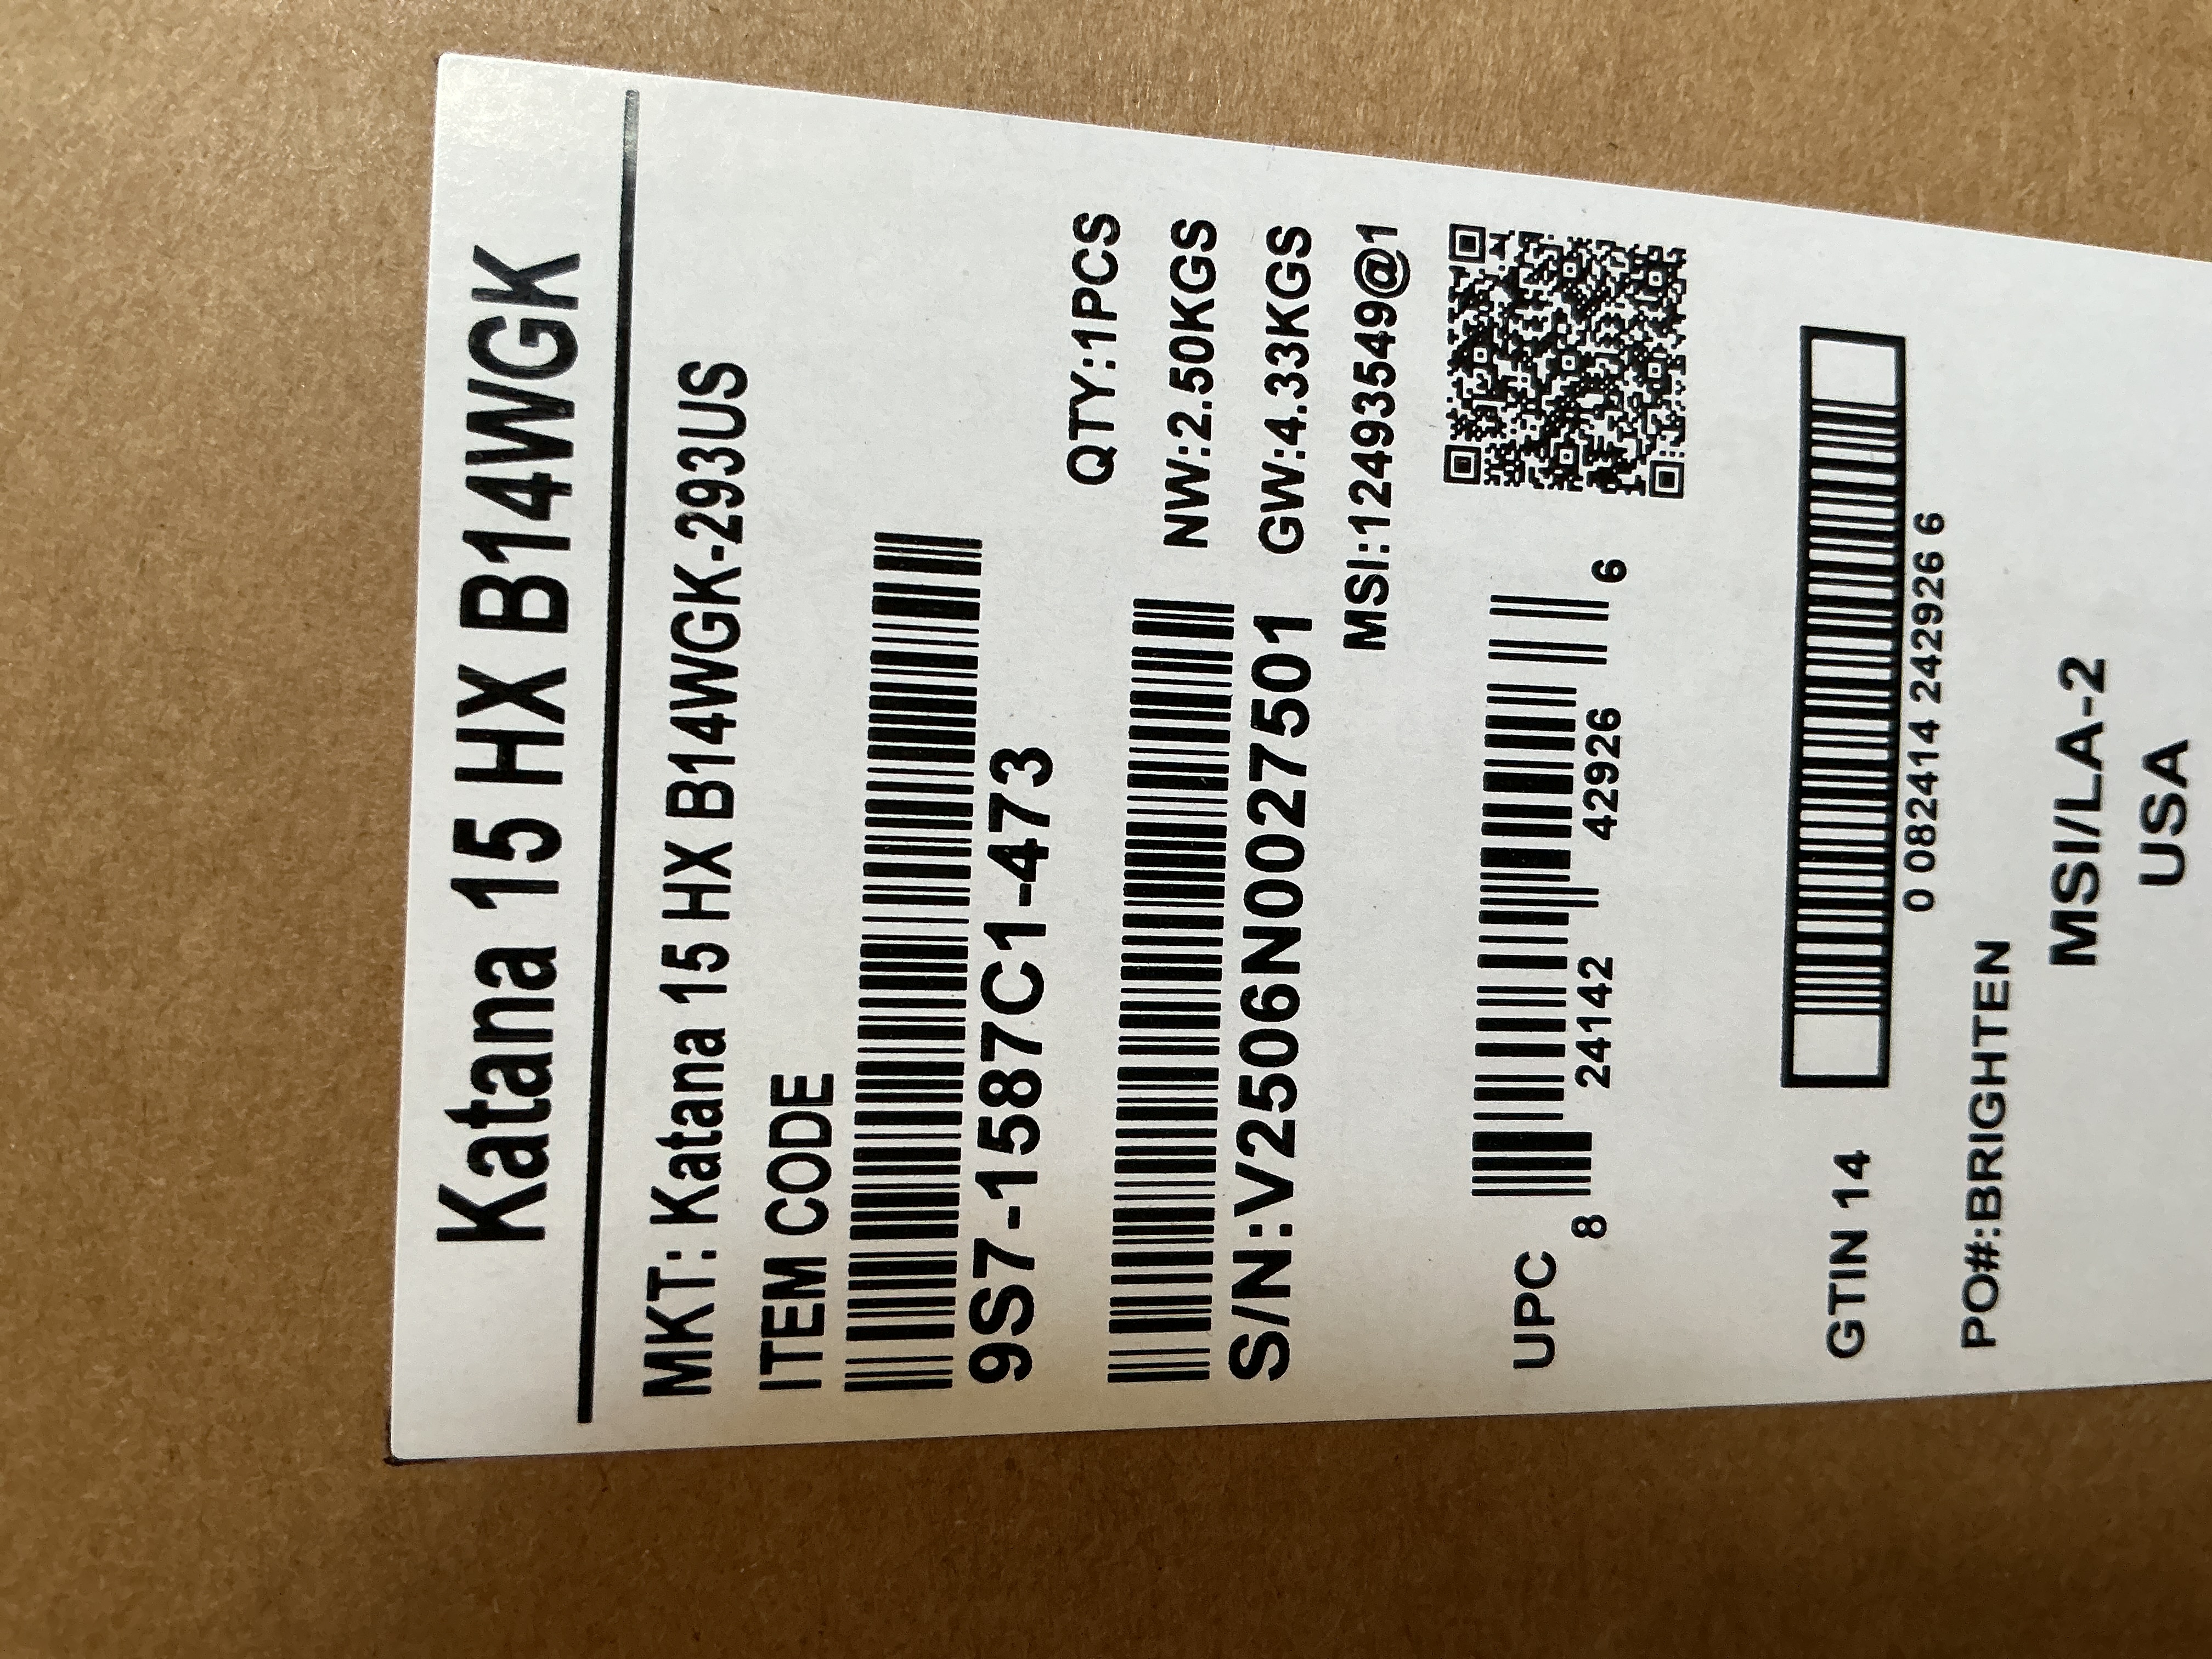 Katana 15 HX B14WGK
MKT: Katana 15 HX B14WGK-293US
ITEM CODE
9S7-1587C1-473
QTY:1PCS
NW:2.50KGS
S/N:V2506N0027501
GW:4.33KGS
MSI:12493549@1
UPC
8 24142 42926 6
GTIN 14
0 082414 242926 6
PO#:BRIGHTEN
MSI/LA-2
USA